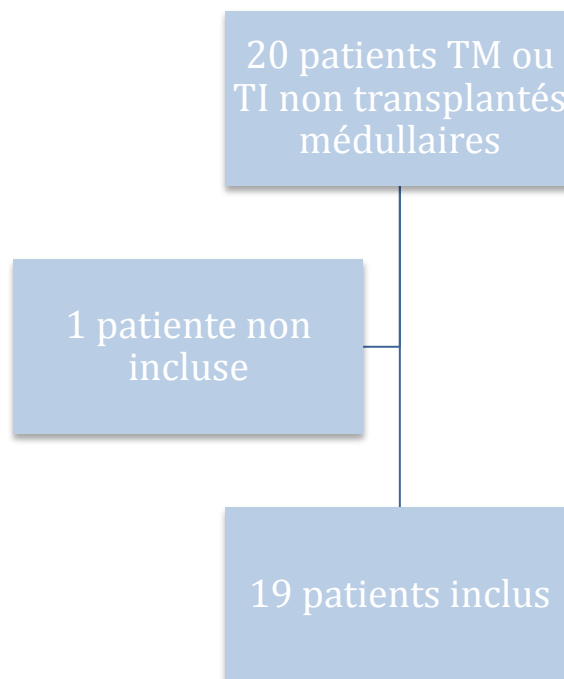 20 patients TM ou
TI non transplantés
médullaires
1 patiente non
incluse
19 patients inclus